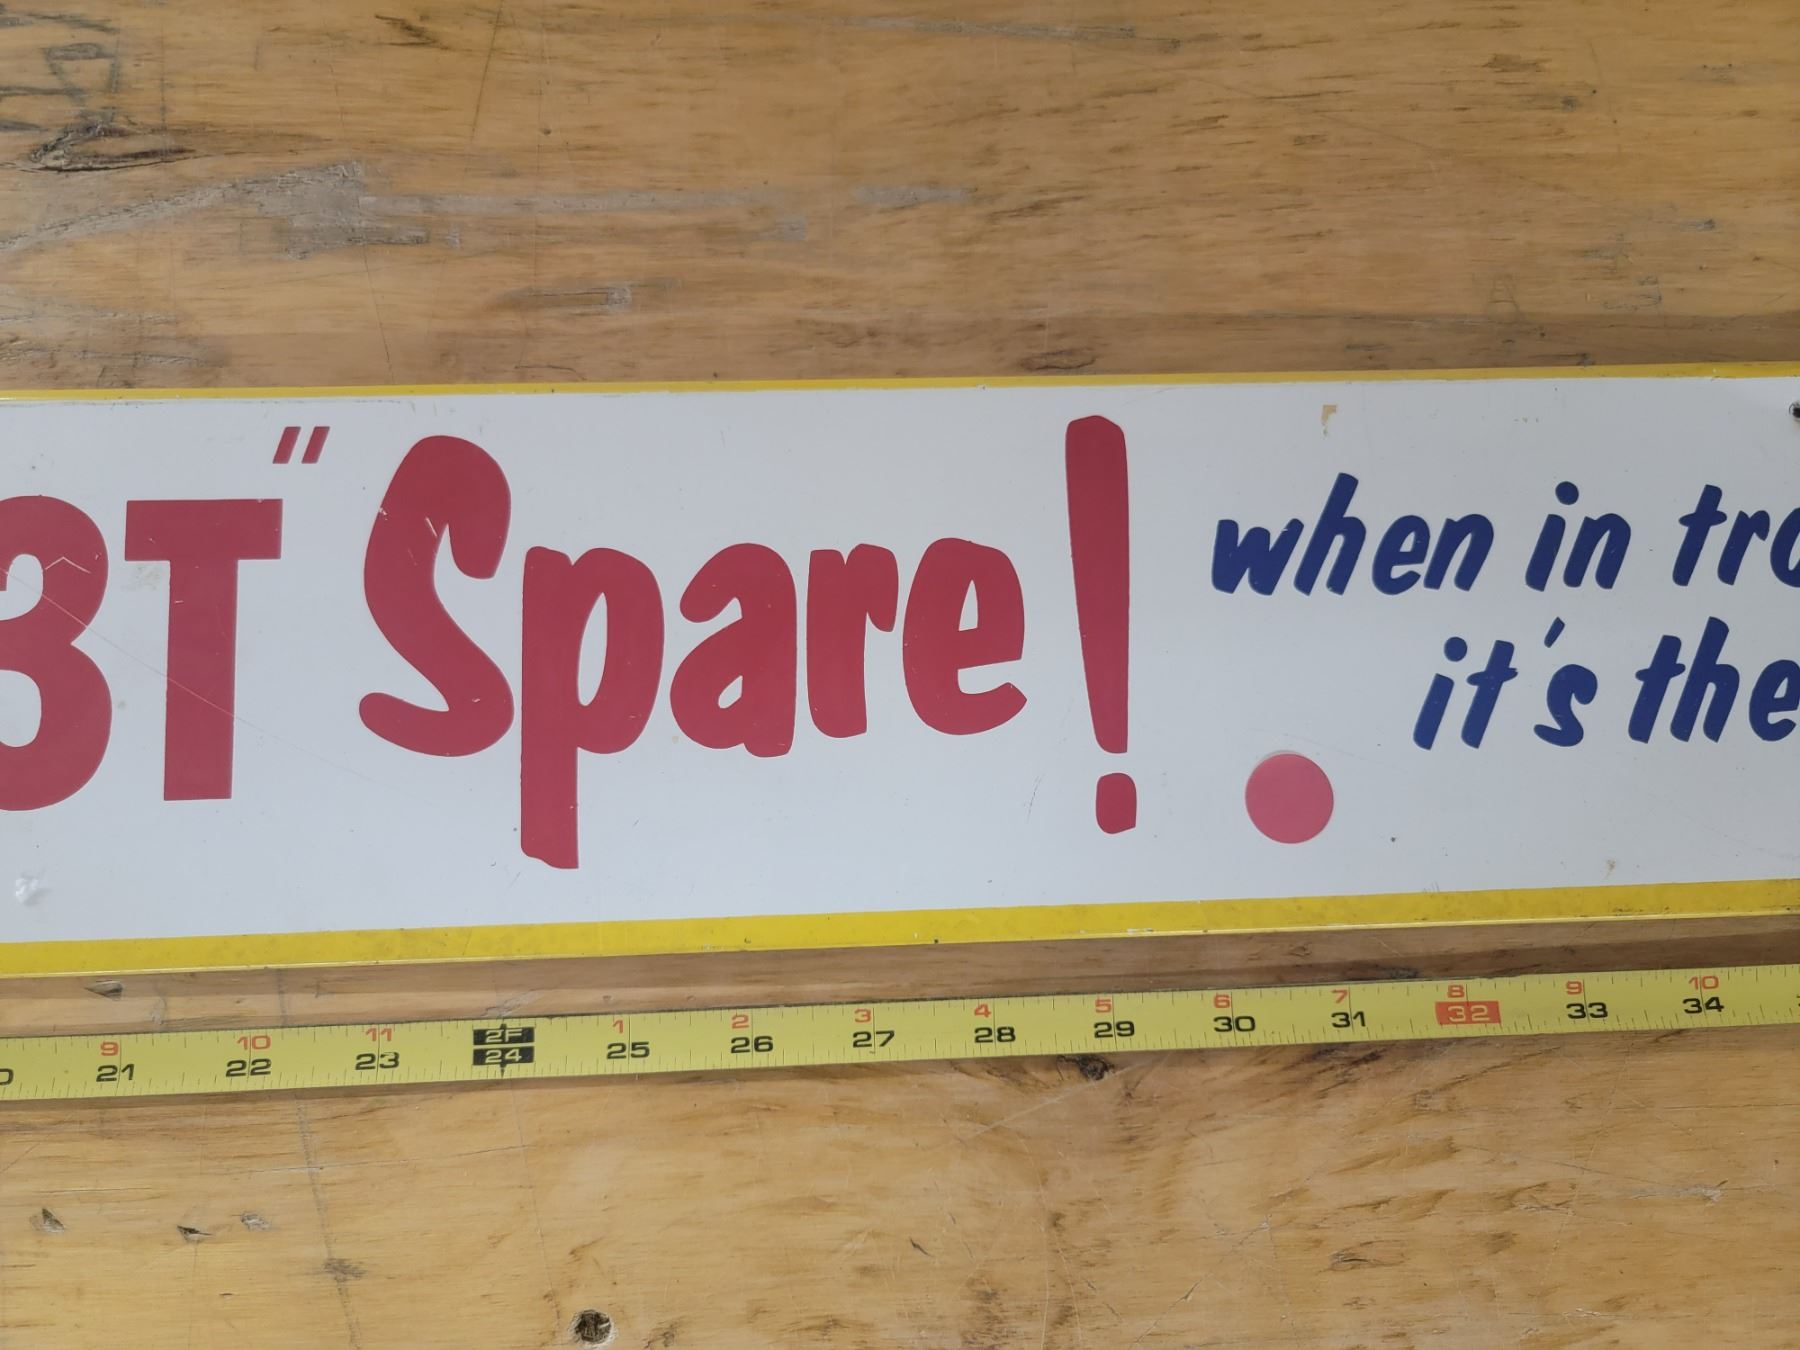 3T" Spare!
when in tro
it's the
9 10 11 2F 1 2 3 4 5 6 7 8 9 10
21 22 23 24 25 26 27 28 29 30 31 32 33 34